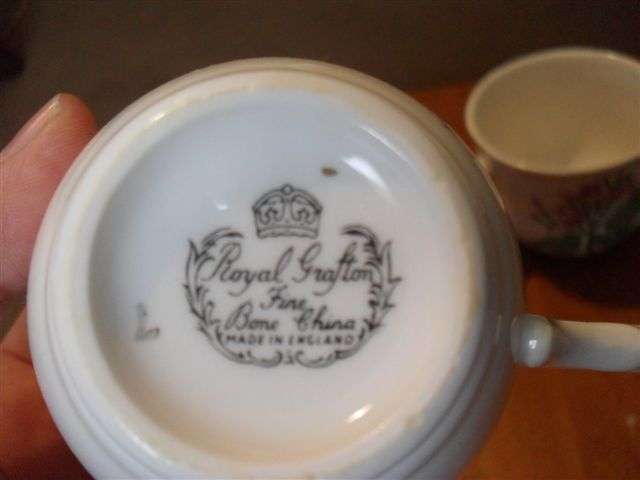 Royal Grafton
Fine
Bone China
MADE IN ENGLAND